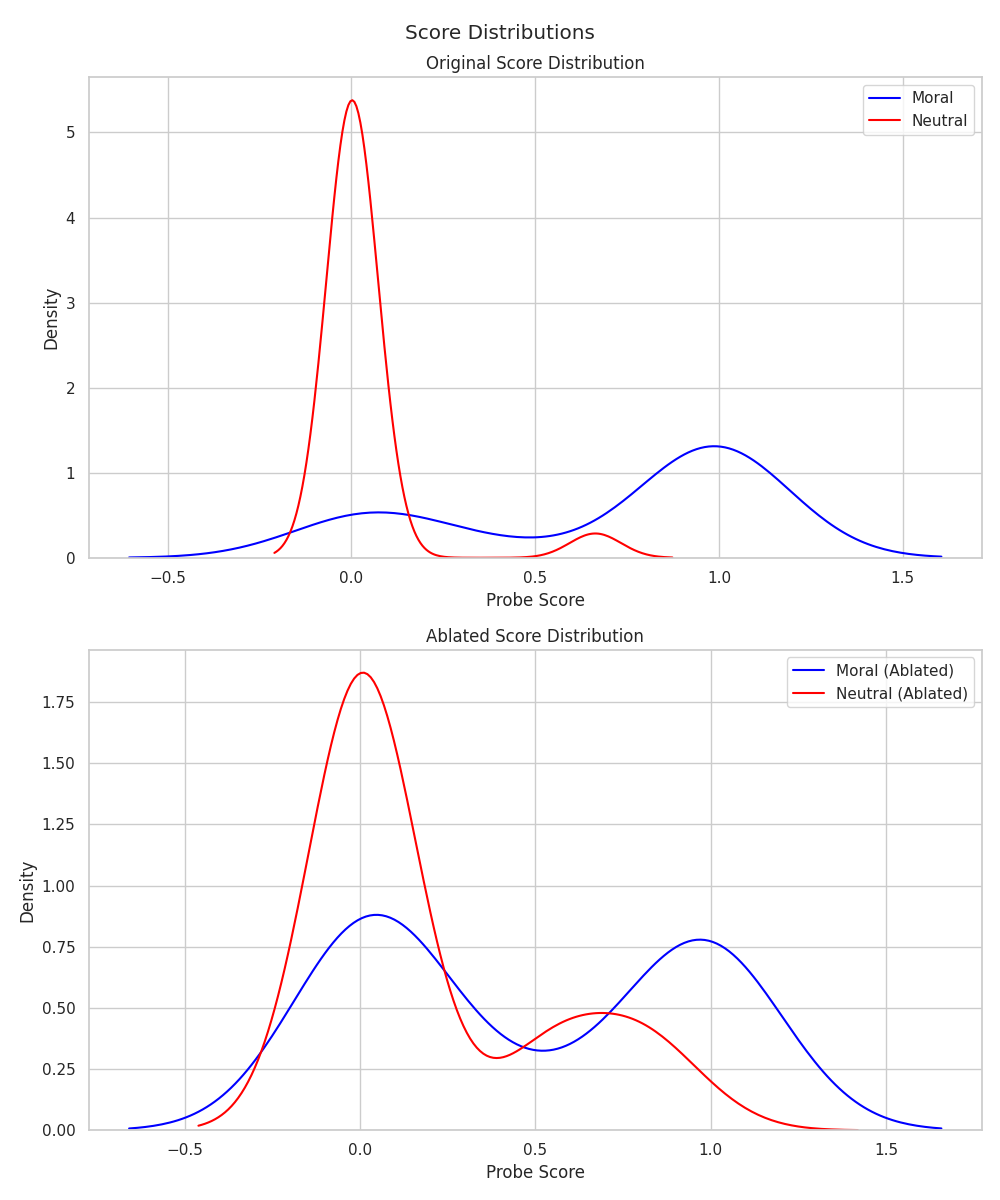 Score Distributions
Original Score Distribution
Moral
Neutral
Density
5
4
3
2
1
0
−0.5
0.0
0.5
1.0
1.5
Probe Score
Ablated Score Distribution
Moral (Ablated)
Neutral (Ablated)
Density
1.75
1.50
1.25
1.00
0.75
0.50
0.25
0.00
−0.5
0.0
0.5
1.0
1.5
Probe Score